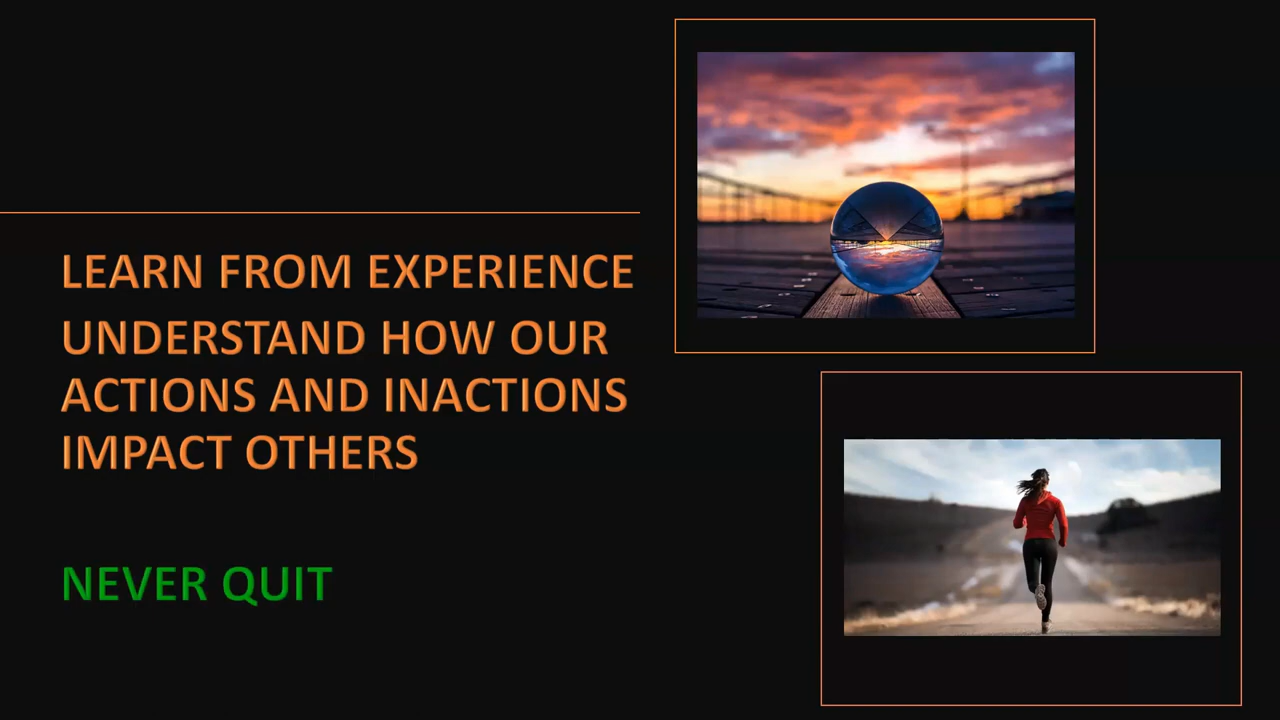 LEARN FROM EXPERIENCE
UNDERSTAND HOW OUR
ACTIONS AND INACTIONS
IMPACT OTHERS
NEVER QUIT